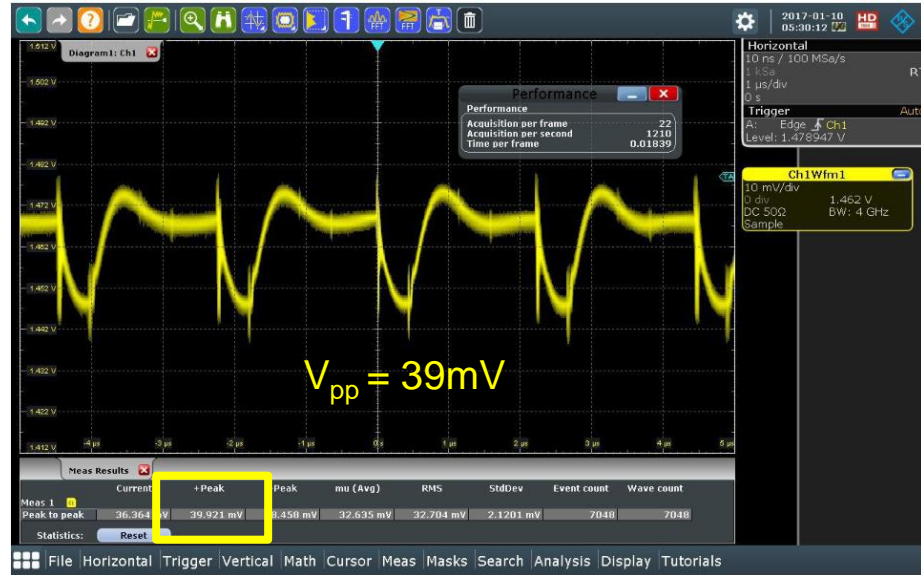 2017-01-10
05:30:12
HD
FFT
FFT
Diagram1: Ch1
1.512 V
1.502 V
1.492 V
1.482 V
1.472 V
1.462 V
1.452 V
1.442 V
1.432 V
1.422 V
1.412 V
-4 µs
-3 µs
-2 µs
-1 µs
0 s
1 µs
2 µs
3 µs
4 µs
5 µs
TA
Performance
Performance
Acquisition per frame 22
Acquisition per second 1210
Time per frame 0.01839
Vpp = 39mV
Horizontal
10 ns / 100 MSa/s
1 kSa RT
1 µs/div
0 s
Trigger Auto
A: Edge Ch1
Level: 1.478947 V
Ch1Wfm1
10 mV/div
0 div 1.462 V
DC 50Ω BW: 4 GHz
Sample
Meas Results
Current +Peak Peak mu (Avg) RMS StdDev Event count Wave count
Meas 1
Peak to peak 36.364 mV 39.921 mV 8.458 mV 32.635 mV 32.704 mV 2.1201 mV 7048 7048
Statistics: Reset
File Horizontal Trigger Vertical Math Cursor Meas Masks Search Analysis Display Tutorials